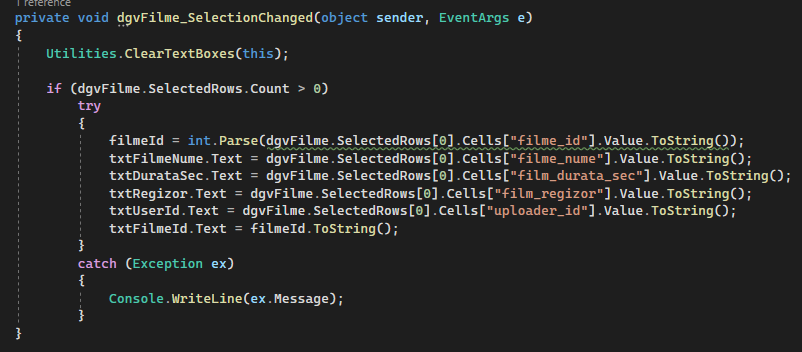 1 reference
private void dgvFilme_SelectionChanged(object sender, EventArgs e)
{
Utilities.ClearTextBoxes(this);
if (dgvFilme.SelectedRows.Count > 0)
try
{
filmeId = int.Parse(dgvFilme.SelectedRows[0].Cells["filme_id"].Value.ToString());
txtFilmeNume.Text = dgvFilme.SelectedRows[0].Cells["filme_nume"].Value.ToString();
txtDurataSec.Text = dgvFilme.SelectedRows[0].Cells["film_durata_sec"].Value.ToString();
txtRegizor.Text = dgvFilme.SelectedRows[0].Cells["film_regizor"].Value.ToString();
txtUserId.Text = dgvFilme.SelectedRows[0].Cells["uploader_id"].Value.ToString();
txtFilmeId.Text = filmeId.ToString();
}
catch (Exception ex)
{
Console.WriteLine(ex.Message);
}
}